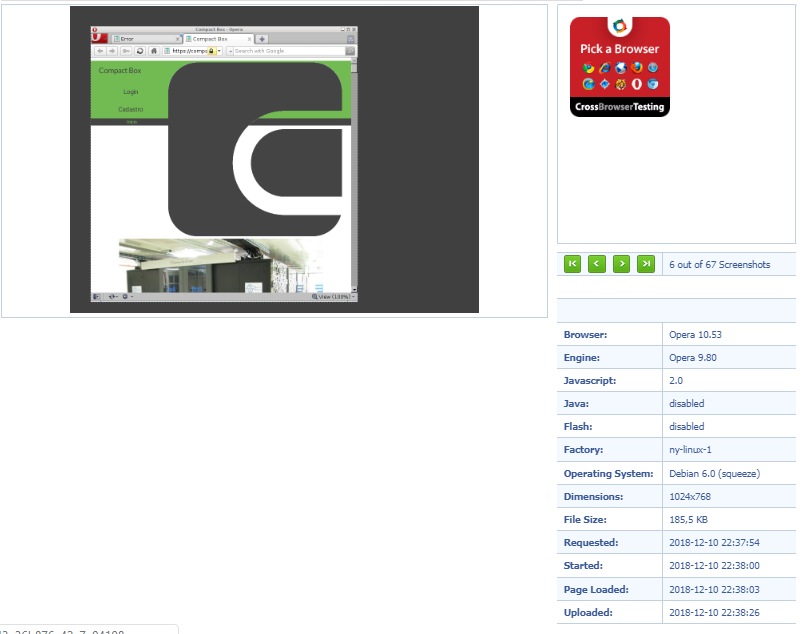 Compact Box - Opera
Error
Compact Box
https://comp
Search with Google
Compact Box
Login
Cadastro
Início
View (100%)
Pick a Browser
CrossBrowserTesting
6 out of 67 Screenshots
Browser: Opera 10.53
Engine: Opera 9.80
Javascript: 2.0
Java: disabled
Flash: disabled
Factory: ny-linux-1
Operating System: Debian 6.0 (squeeze)
Dimensions: 1024x768
File Size: 185,5 KB
Requested: 2018-12-10 22:37:54
Started: 2018-12-10 22:38:00
Page Loaded: 2018-12-10 22:38:03
Uploaded: 2018-12-10 22:38:26